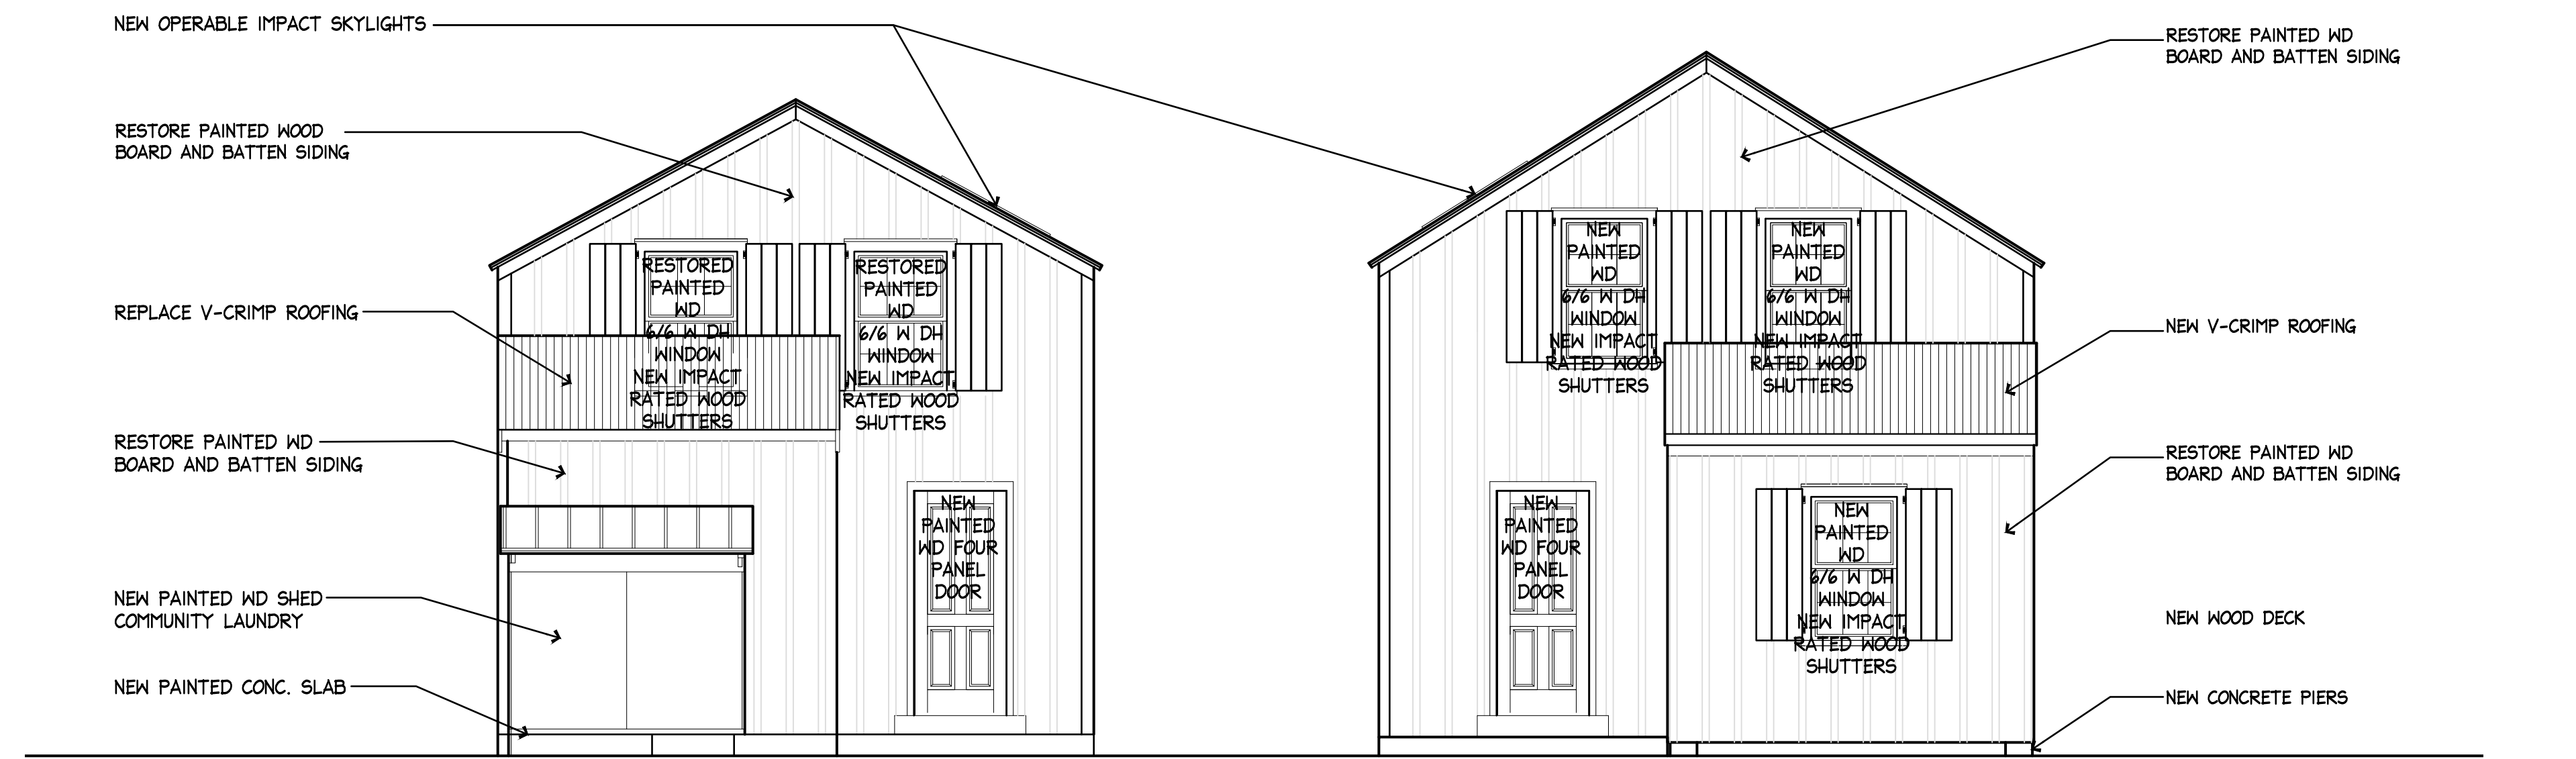 NEW OPERABLE IMPACT SKYLIGHTS
RESTORE PAINTED WOOD
BOARD AND BATTEN SIDING
REPLACE V-CRIMP ROOFING
RESTORE PAINTED WD
BOARD AND BATTEN SIDING
NEW PAINTED WD SHED
COMMUNITY LAUNDRY
NEW PAINTED CONC. SLAB
RESTORED
PAINTED
WD
6/6 W DH
WINDOW
NEW IMPACT
RATED WOOD
SHUTTERS
RESTORED
PAINTED
WD
6/6 W DH
WINDOW
NEW IMPACT
RATED WOOD
SHUTTERS
NEW
PAINTED
WD FOUR
PANEL
DOOR
NEW
PAINTED
WD
6/6 W DH
WINDOW
NEW IMPACT
RATED WOOD
SHUTTERS
NEW
PAINTED
WD
6/6 W DH
WINDOW
NEW IMPACT
RATED WOOD
SHUTTERS
NEW
PAINTED
WD FOUR
PANEL
DOOR
NEW
PAINTED
WD
6/6 W DH
WINDOW
NEW IMPACT
RATED WOOD
SHUTTERS
RESTORE PAINTED WD
BOARD AND BATTEN SIDING
NEW V-CRIMP ROOFING
RESTORE PAINTED WD
BOARD AND BATTEN SIDING
NEW WOOD DECK
NEW CONCRETE PIERS